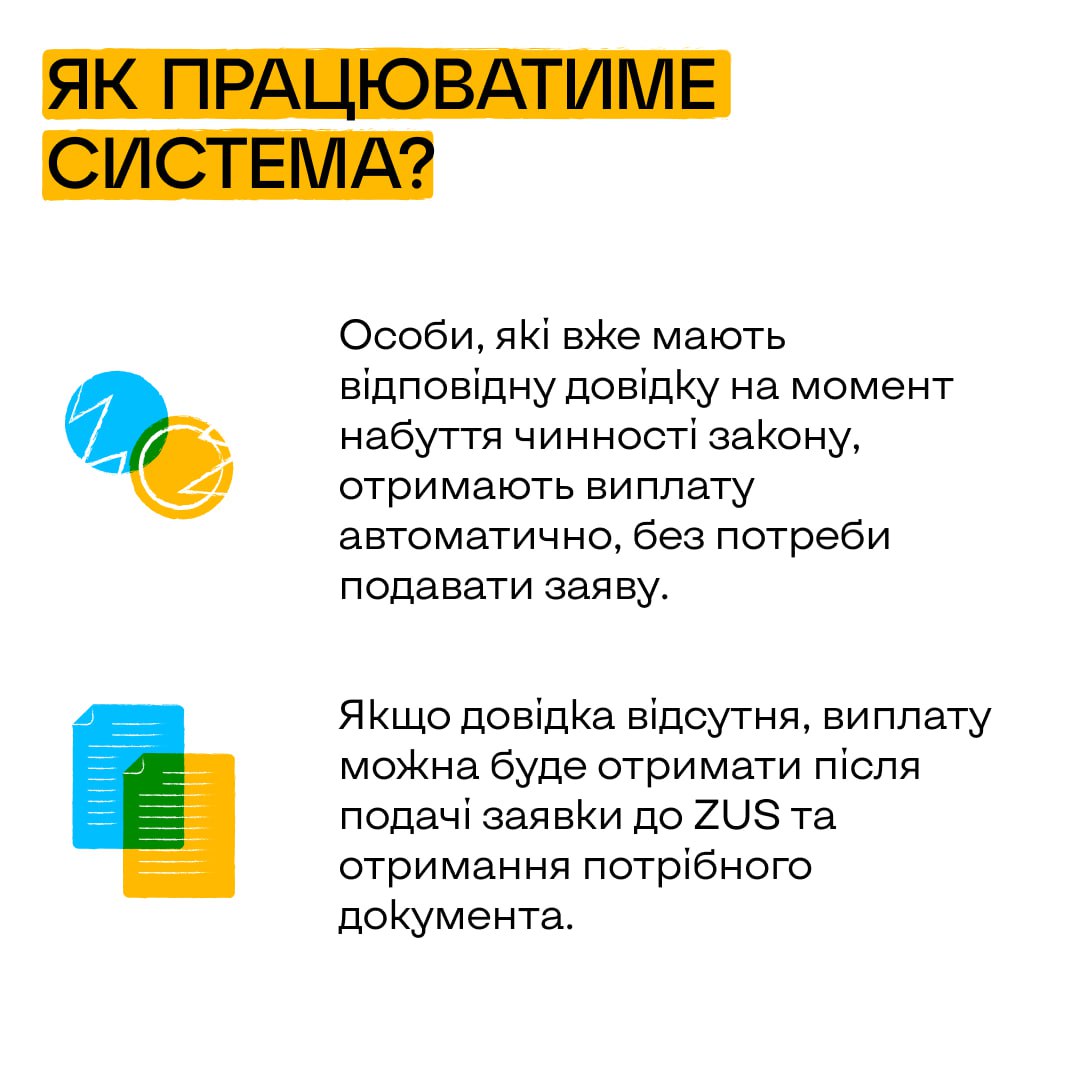 ЯК ПРАЦЮВАТИМЕ
СИСТЕМА?
Особи, які вже мають
відповідну довідку на момент
набуття чинності закону,
отримають виплату
автоматично, без потреби
подавати заяву.
Якщо довідка відсутня, виплату
можна буде отримати після
подачі заявки до ZUS та
отримання потрібного
документа.